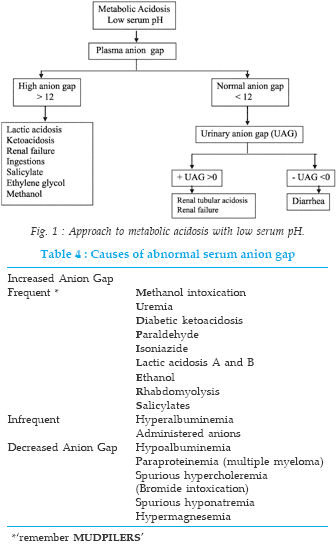 Metabolic Acidosis
Low serum pH
Plasma anion gap
High anion gap
> 12
Normal anion gap
< 12
Lactic acidosis
Ketoacidosis
Renal failure
Ingestions
Salicylate
Ethylene glycol
Methanol
Urinary anion gap (UAG)
+ UAG >0
- UAG <0
Renal tubular acidosis
Renal failure
Diarrhea
Fig. 1 : Approach to metabolic acidosis with low serum pH.
Table 4 : Causes of abnormal serum anion gap
Increased Anion Gap
Frequent * Methanol intoxication
Uremia
Diabetic ketoacidosis
Paraldehyde
Isoniazide
Lactic acidosis A and B
Ethanol
Rhabdomyolysis
Salicylates
Infrequent Hyperalbuminemia
Administered anions
Decreased Anion Gap Hypoalbuminemia
Paraproteinemia (multiple myeloma)
Spurious hypercholeremia
(Bromide intoxication)
Spurious hyponatremia
Hypermagnesemia
*‘remember MUDPILERS’